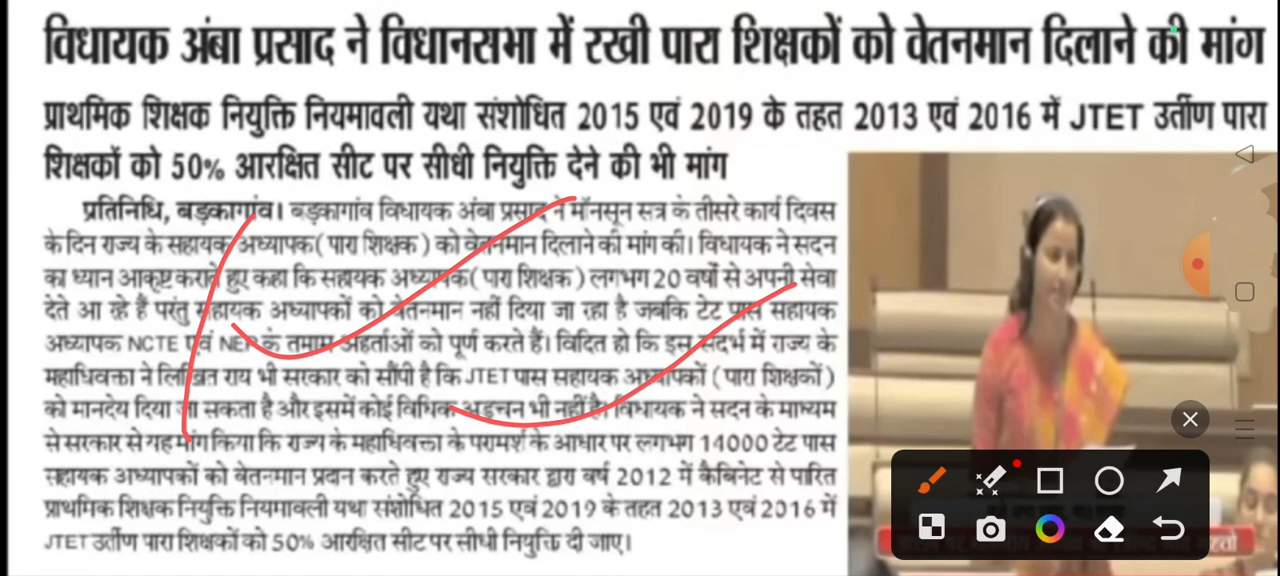 विधायक अंबा प्रसाद ने विधानसभा में रखी पारा शिक्षकों को वेतनमान दिलाने की मांग
प्राथमिक शिक्षक नियुक्ति नियमावली यथा संशोधित 2015 एवं 2019 के तहत 2013 एवं 2016 में JTET उर्तीण पारा
शिक्षकों को 50% आरक्षित सीट पर सीधी नियुक्ति देने की भी मांग
प्रतिनिधि, बड़कागांव। बड़कागांव विधायक अंबा प्रसाद ने मॉनसून सत्र के तीसरे कार्य दिवस
के दिन राज्य के सहायक अध्यापक( पारा शिक्षक ) को वेतनमान दिलाने की मांग की। विधायक ने सदन
का ध्यान आकृष्ट कराते हुए कहा कि सहायक अध्यापक( पारा शिक्षक ) लगभग 20 वर्षों से अपनी सेवा
देते आ रहे हैं परंतु सहायक अध्यापकों को वेतनमान नहीं दिया जा रहा है जबकि टेट पास सहायक
अध्यापक NCTE एवं NEP के तमाम अहर्ताओं को पूर्ण करते हैं। विदित हो कि इस संदर्भ में राज्य के
महाधिवक्ता ने लिखित राय भी सरकार को सौंपी है कि JTET पास सहायक अध्यापकों ( पारा शिक्षकों )
को मानदेय दिया जा सकता है और इसमें कोई विधिक अड़चन भी नहीं है। विधायक ने सदन के माध्यम
से सरकार से यह मांग किया कि राज्य के महाधिवक्ता के परामर्श के आधार पर लगभग 14000 टेट पास
सहायक अध्यापकों को वेतनमान प्रदान करते हुए राज्य सरकार द्वारा वर्ष 2012 में कैबिनेट से पारित
प्राथमिक शिक्षक नियुक्ति नियमावली यथा संशोधित 2015 एवं 2019 के तहत 2013 एवं 2016 में
JTET उर्तीण पारा शिक्षकों को 50% आरक्षित सीट पर सीधी नियुक्ति दी जाए।